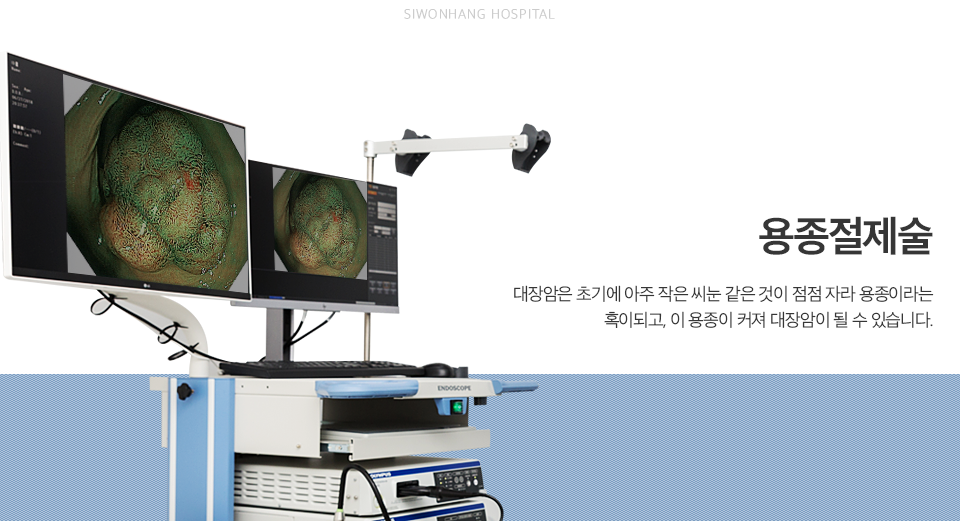 SIWONHANG HOSPITAL
용종절제술
대장암은 초기에 아주 작은 씨눈 같은 것이 점점 자라 용종이라는
혹이되고, 이 용종이 커져 대장암이 될 수 있습니다.
ENDOSCOPE
OLYMPUS